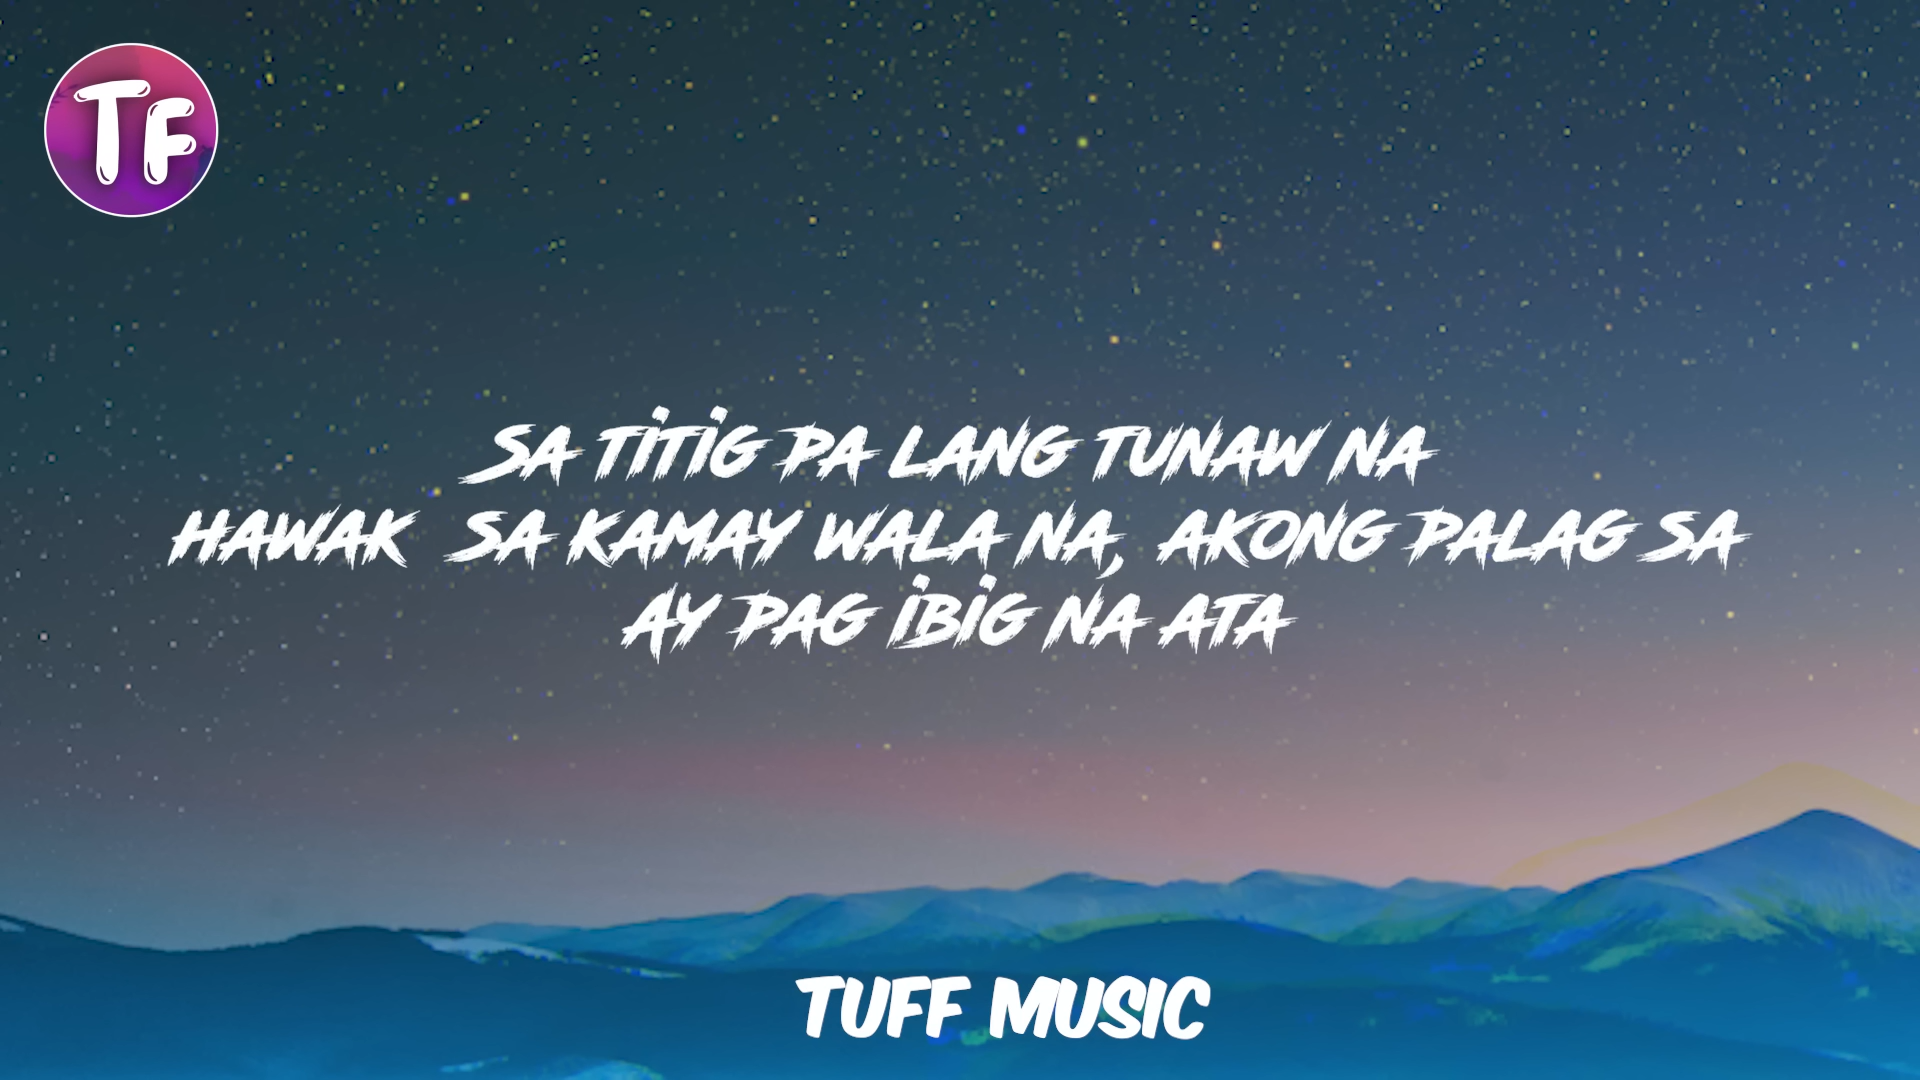 TF
SA TiTiG PA LANG TUNAW NA
HAWAK SA KAMAY WALA NA, AKONG PALAG SA
AY PAG iBiG NA ATA
TUFF MUSIC